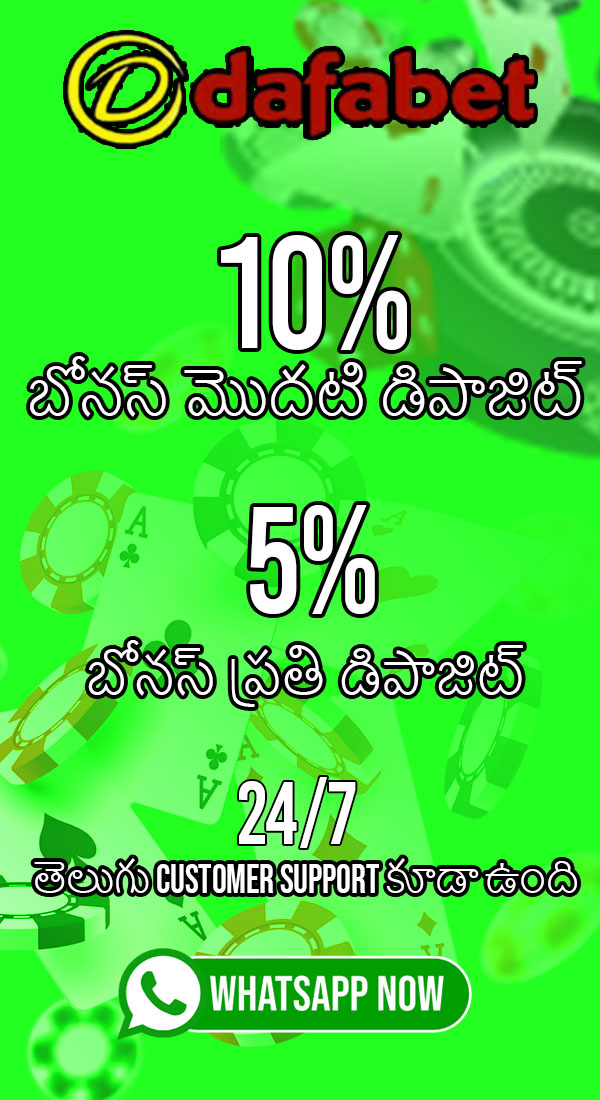 D dafabet
10%
బోనస్ మొదటి డిపాజిట్
5%
బోనస్ ప్రతి డిపాజిట్
24/7
తెలుగు CUSTOMER SUPPORT కూడా ఉంది
WHATSAPP NOW
A
A
A
A